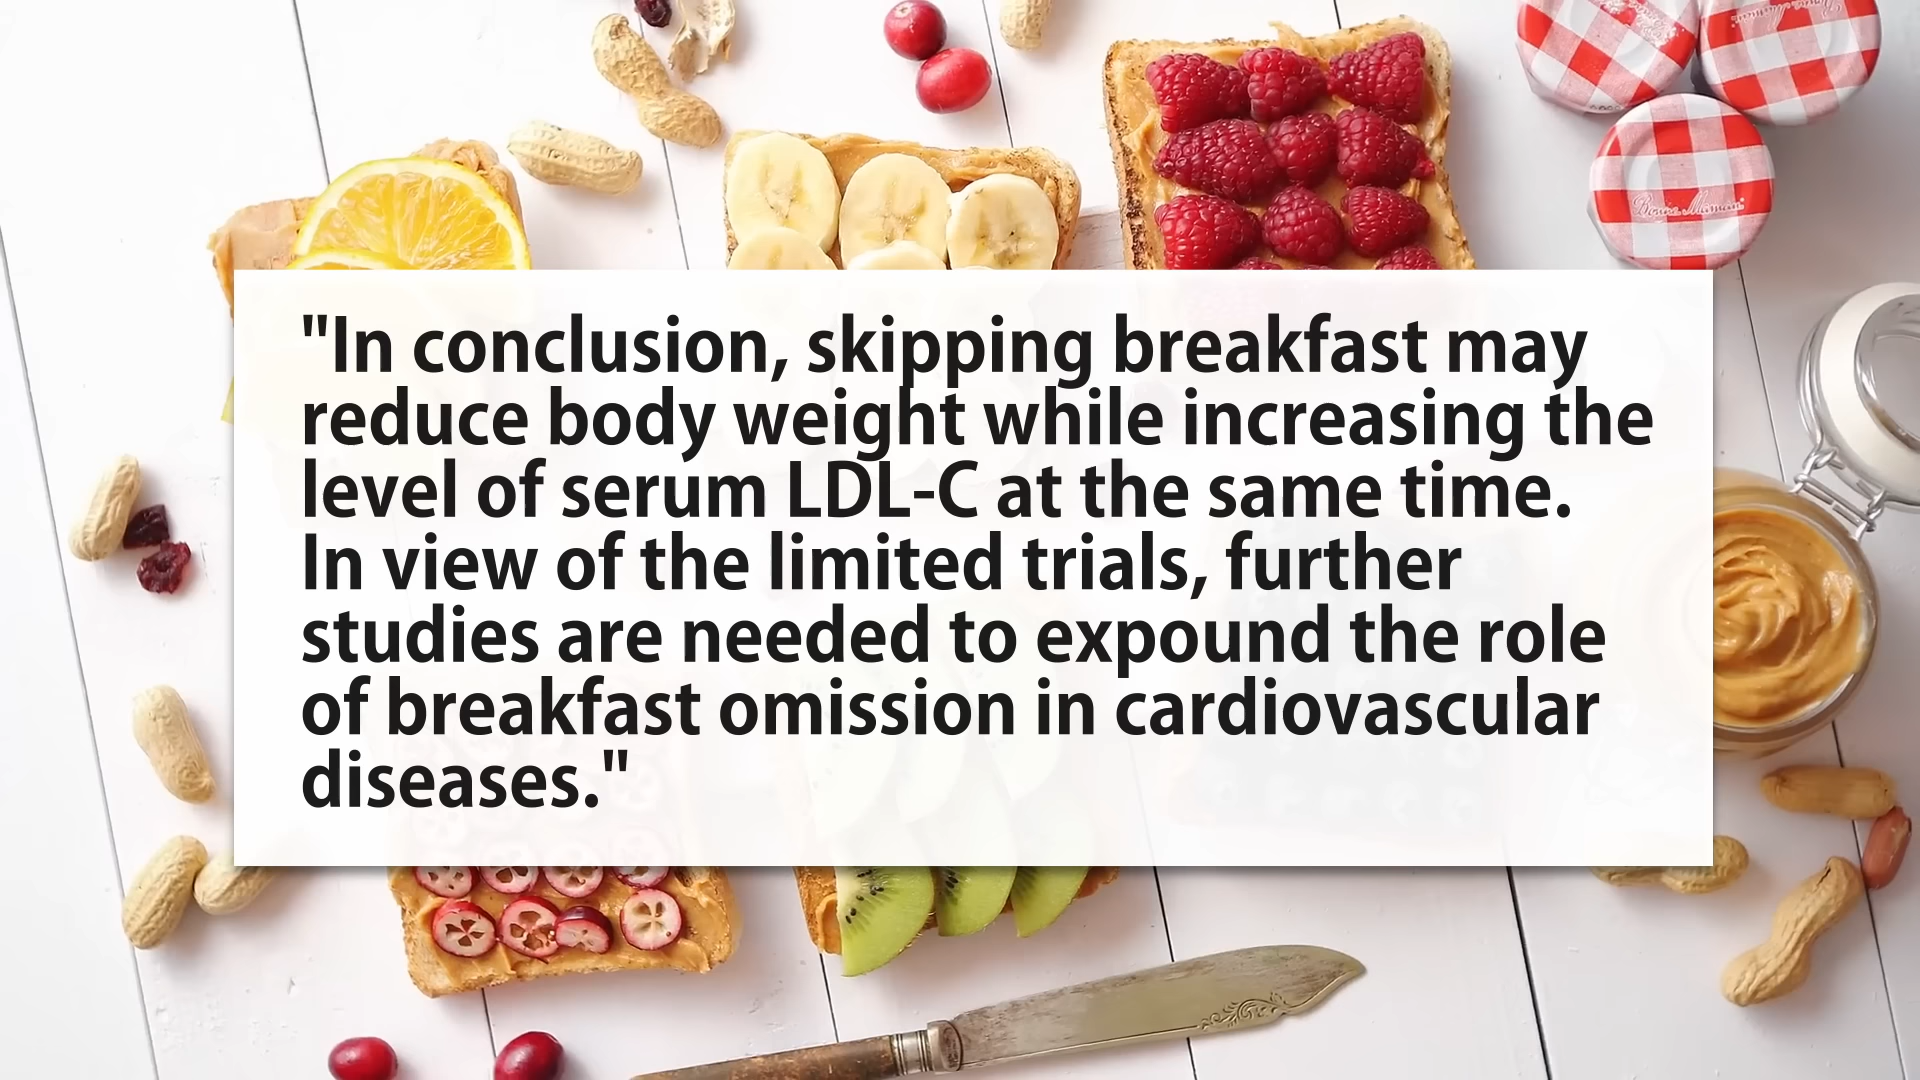 "In conclusion, skipping breakfast may
reduce body weight while increasing the
level of serum LDL-C at the same time.
In view of the limited trials, further
studies are needed to expound the role
of breakfast omission in cardiovascular
diseases."
Bonne Maman